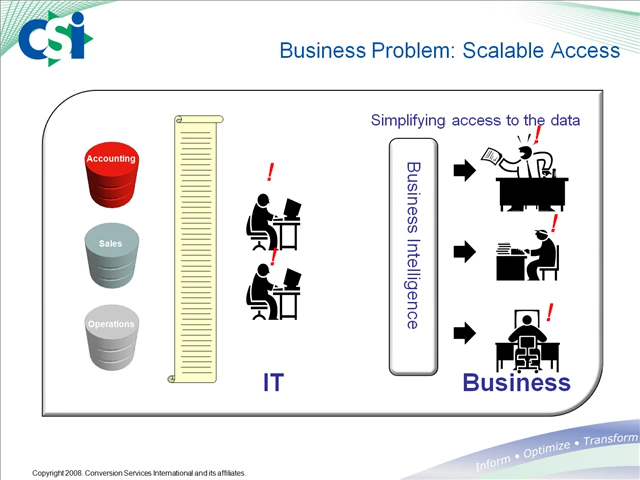 CSi
Business Problem: Scalable Access
Simplifying access to the data
Accounting
Sales
Operations
!
!
Business Intelligence
!
!
!
IT
Business
Inform • Optimize • Transform
Copyright 2008. Conversion Services International and its affiliates.